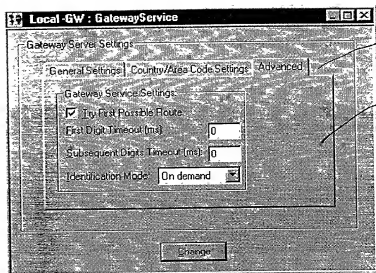 Local-GW : GatewayService
Gateway Server Settings
General Settings Country/Area Code Settings Advanced
Gateway Service Settings
Try First Possible Route
First Digit Timeout (ms): 0
Subsequent Digits Timeout (ms): 0
Identification Mode: On demand
Change